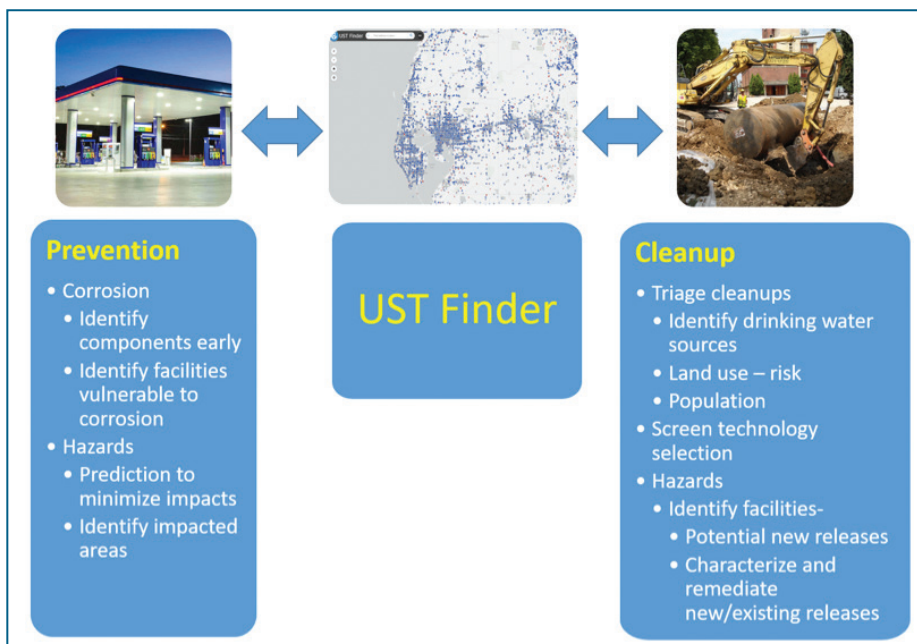 UST Finder
Prevention
• Corrosion
• Identify
components early
• Identify facilities
vulnerable to
corrosion
• Hazards
• Prediction to
minimize impacts
• Identify impacted
areas
UST Finder
Cleanup
• Triage cleanups
• Identify drinking water
sources
• Land use – risk
• Population
• Screen technology
selection
• Hazards
• Identify facilities-
• Potential new releases
• Characterize and
remediate
new/existing releases